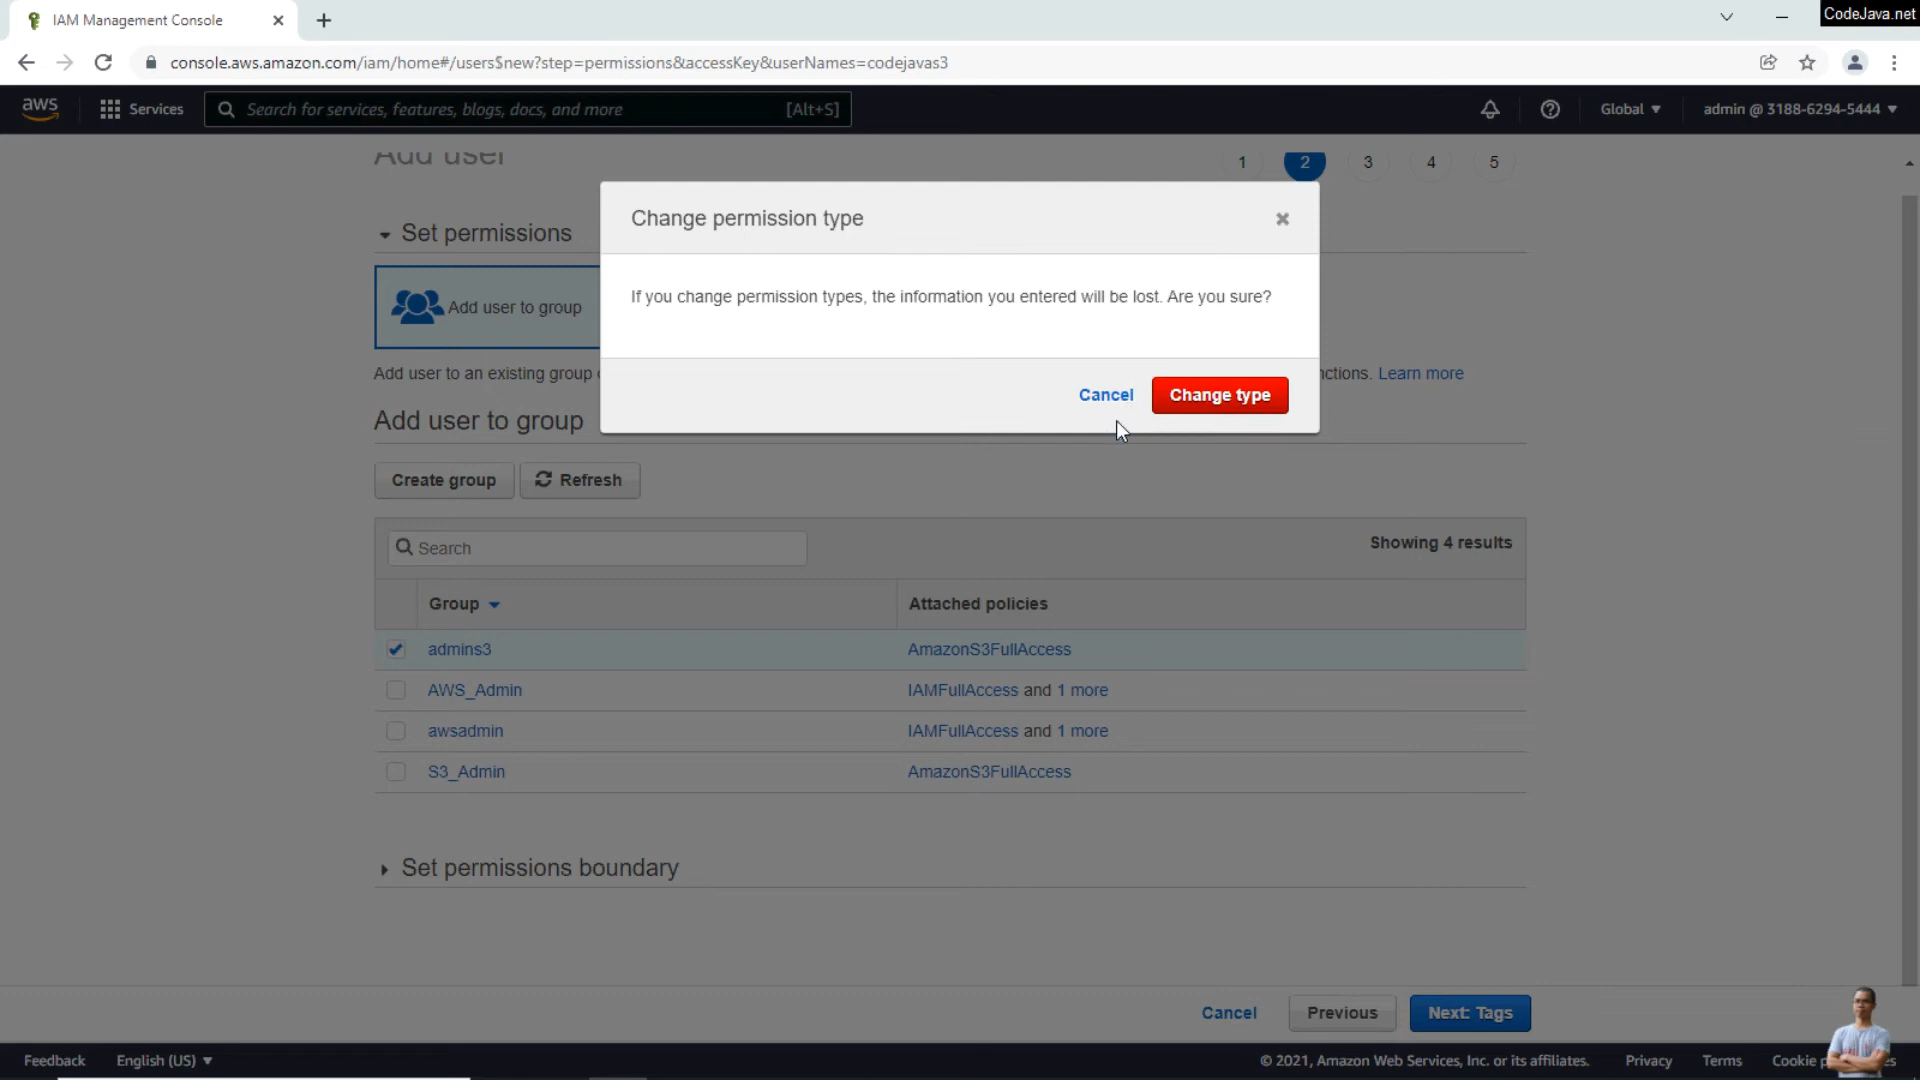 IAM Management Console
CodeJava.net
console.aws.amazon.com/iam/home#/users$new?step=permissions&accessKey&userNames=codejavas3
aws
Services
Search for services, features, blogs, docs, and more
[Alt+S]
Global
admin @ 3188-6294-5444
Add user
1
2
3
4
5
Change permission type
Set permissions
If you change permission types, the information you entered will be lost. Are you sure?
Add user to group
Add user to an existing group
nctions. Learn more
Cancel
Change type
Add user to group
Create group
Refresh
Search
Showing 4 results
Group
Attached policies
admins3
AmazonS3FullAccess
AWS_Admin
IAMFullAccess and 1 more
awsadmin
IAMFullAccess and 1 more
S3_Admin
AmazonS3FullAccess
Set permissions boundary
Cancel
Previous
Next: Tags
Feedback
English (US)
© 2021, Amazon Web Services, Inc. or its affiliates.
Privacy
Terms
Cookie